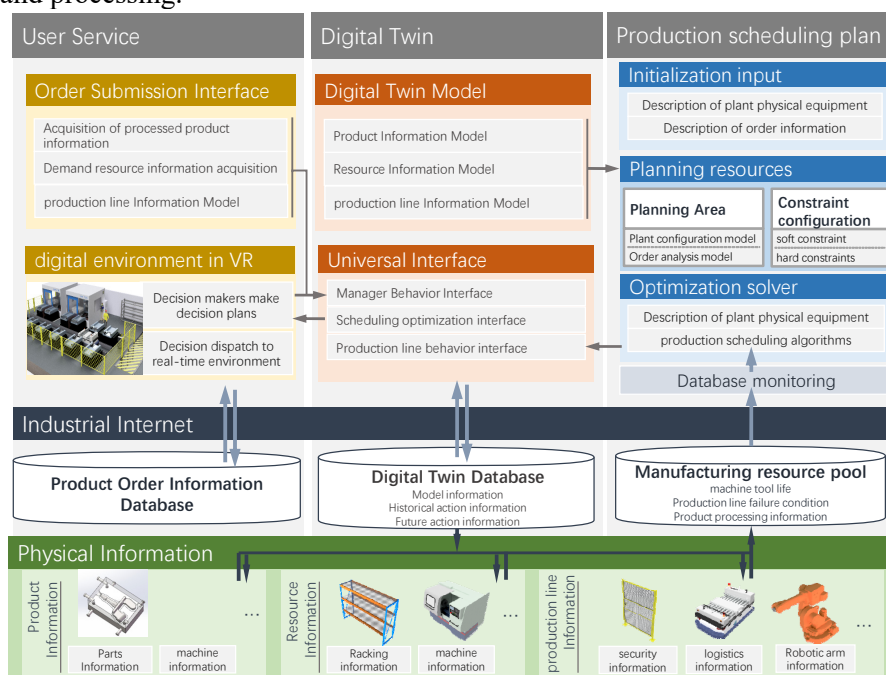 and processing.
User Service
Digital Twin
Production scheduling plan
Order Submission Interface
Acquisition of processed product
information
Demand resource information acquisition
production line Information Model
digital environment in VR
Decision makers make
decision plans
Decision dispatch to
real-time environment
Digital Twin Model
Product Information Model
Resource Information Model
production line Information Model
Universal Interface
Manager Behavior Interface
Scheduling optimization interface
Production line behavior interface
Initialization input
Description of plant physical equipment
Description of order information
Planning resources
Planning Area
Plant configuration model
Order analysis model
Constraint
configuration
soft constraint
hard constraints
Optimization solver
Description of plant physical equipment
production scheduling algorithms
Database monitoring
Industrial Internet
Product Order Information
Database
Digital Twin Database
Model information
Historical action information
Future action information
Manufacturing resource pool
machine tool life
Production line failure condition
Product processing information
Physical Information
Product
Information
Parts
Information
machine
information
...
Resource
Information
Racking
information
machine
information
...
production line
Information
security
information
logistics
information
Robotic arm
information
...